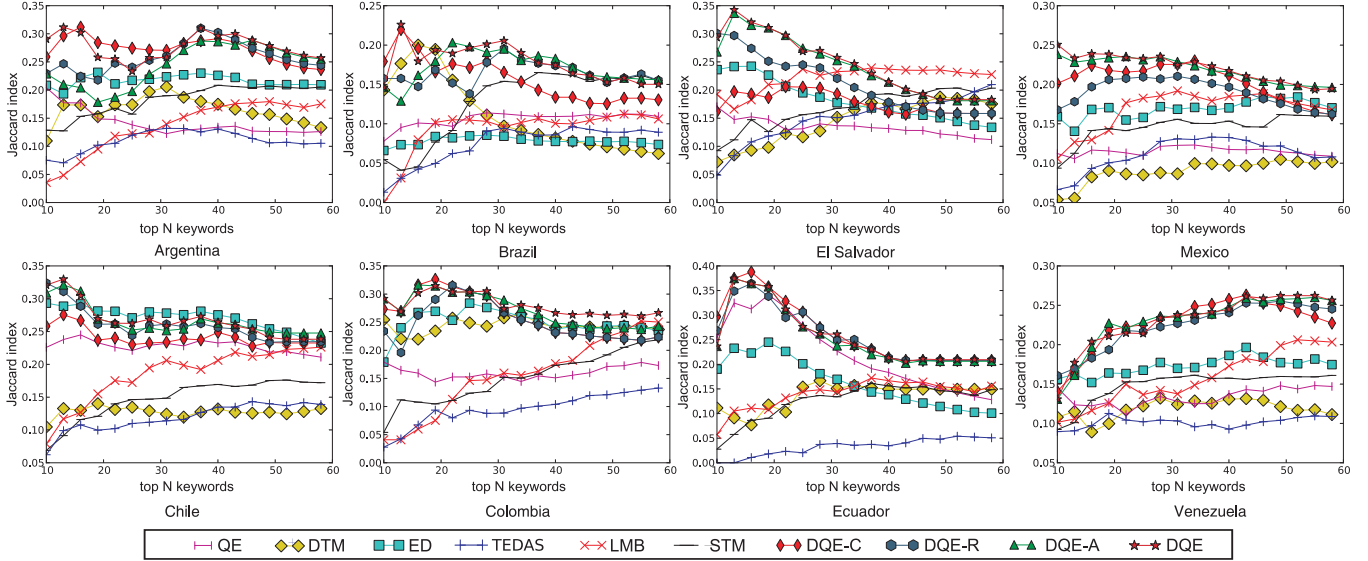 Jaccard index
0.35
0.30
0.25
0.20
0.15
0.10
0.05
0.00
10 20 30 40 50 60
top N keywords
Argentina
Jaccard index
0.25
0.20
0.15
0.10
0.05
0.00
10 20 30 40 50 60
top N keywords
Brazil
Jaccard index
0.35
0.30
0.25
0.20
0.15
0.10
0.05
0.00
10 20 30 40 50 60
top N keywords
El Salvador
Jaccard index
0.30
0.25
0.20
0.15
0.10
0.05
10 20 30 40 50 60
top N keywords
Mexico
Jaccard index
0.35
0.30
0.25
0.20
0.15
0.10
0.05
10 20 30 40 50 60
top N keywords
Chile
Jaccard index
0.35
0.30
0.25
0.20
0.15
0.10
0.05
0.00
10 20 30 40 50 60
top N keywords
Colombia
Jaccard index
0.40
0.35
0.30
0.25
0.20
0.15
0.10
0.05
0.00
10 20 30 40 50 60
top N keywords
Ecuador
Jaccard index
0.30
0.25
0.20
0.15
0.10
0.05
10 20 30 40 50 60
top N keywords
Venezuela
QE DTM ED TEDAS LMB STM DQE-C DQE-R DQE-A DQE